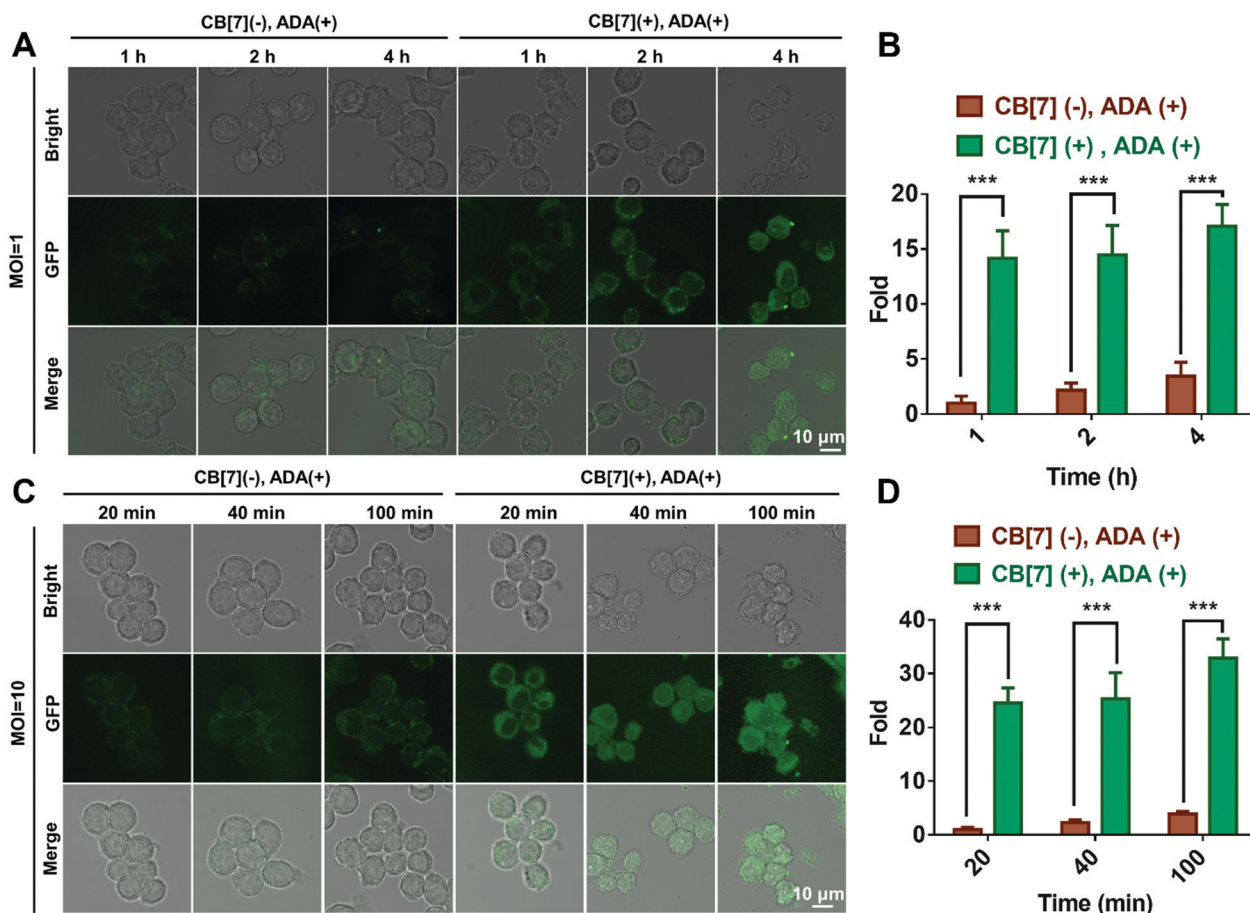 A
CB[7](-), ADA(+)
CB[7](+), ADA(+)
1 h
2 h
4 h
1 h
2 h
4 h
MOI=1
Bright
GFP
Merge
10 µm
B
CB[7] (-), ADA (+)
CB[7] (+) , ADA (+)
***
***
***
20
15
10
5
0
Fold
1
2
4
Time (h)
C
CB[7](-), ADA(+)
CB[7](+), ADA(+)
20 min
40 min
100 min
20 min
40 min
100 min
MOI=10
Bright
GFP
Merge
10 µm
D
CB[7] (-), ADA (+)
CB[7] (+), ADA (+)
***
***
***
40
30
20
10
0
Fold
20
40
100
Time (min)